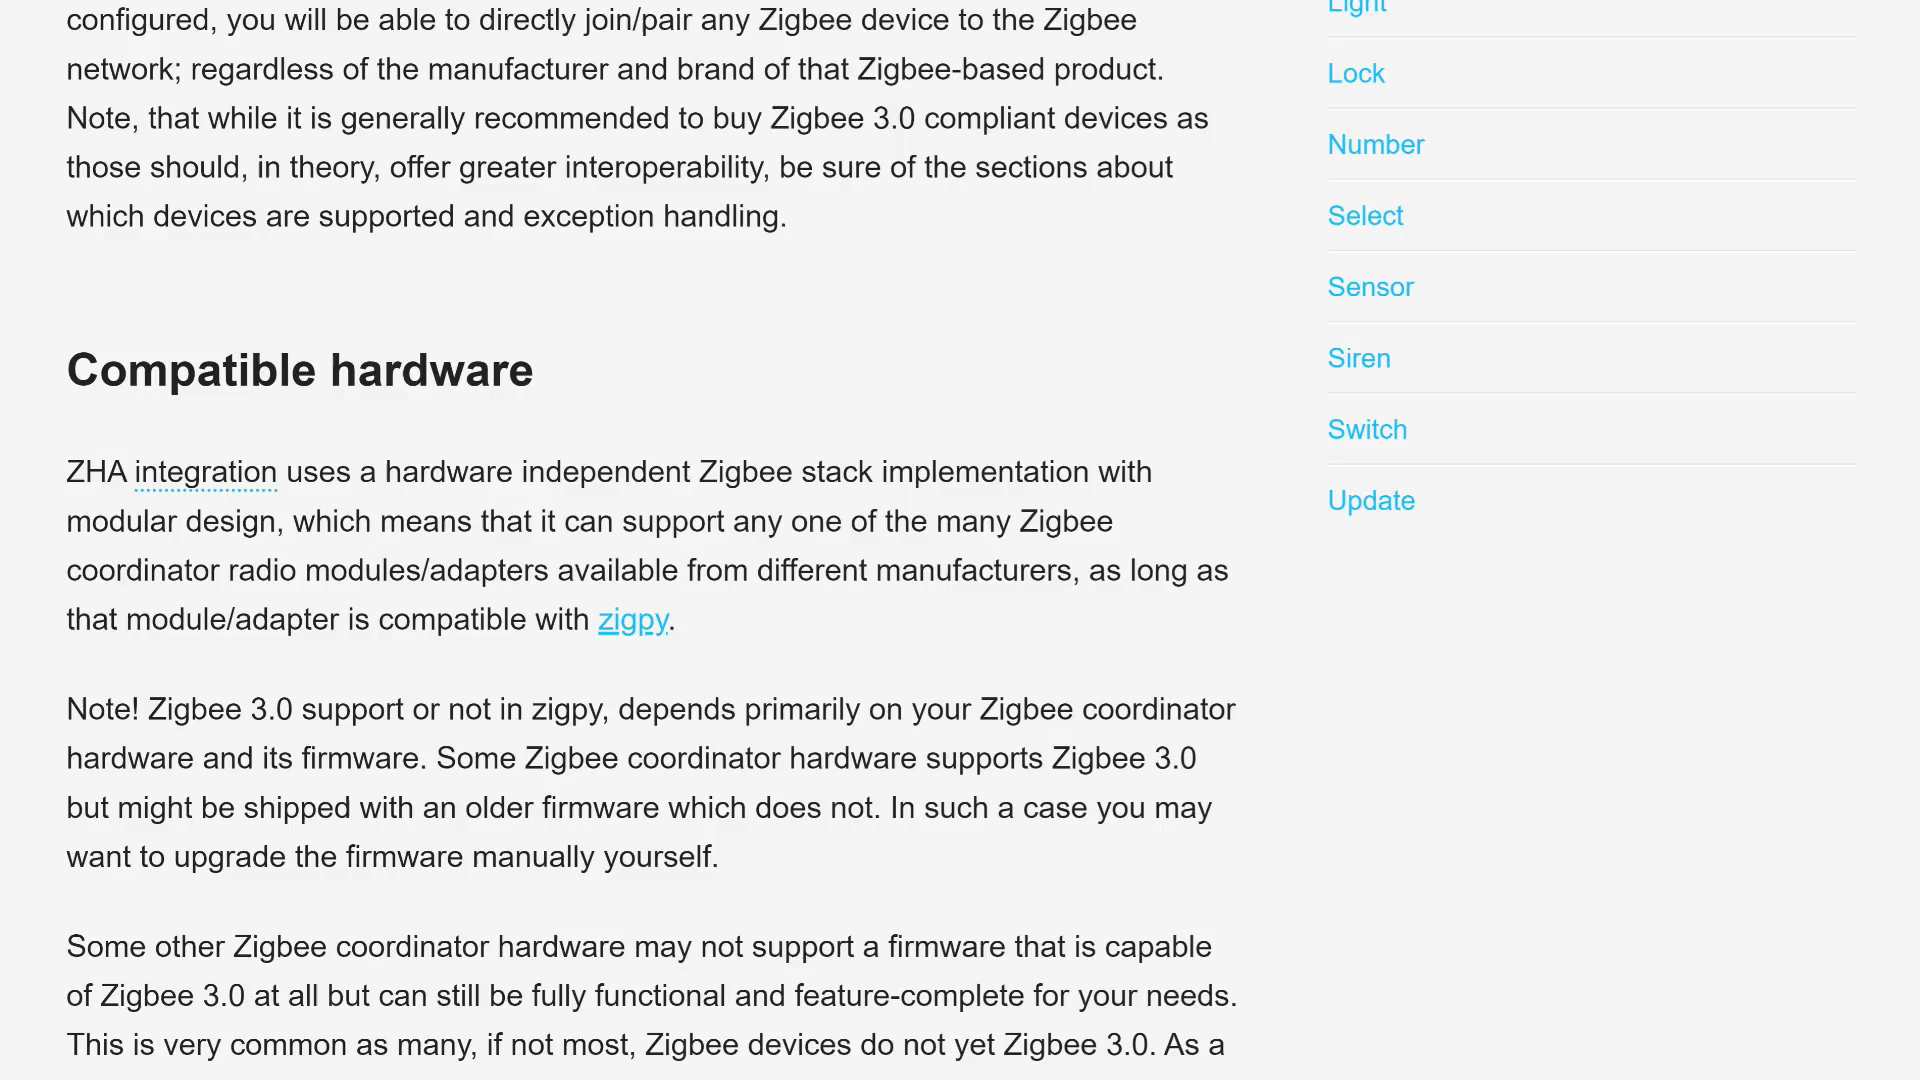 configured, you will be able to directly join/pair any Zigbee device to the Zigbee
network; regardless of the manufacturer and brand of that Zigbee-based product.
Note, that while it is generally recommended to buy Zigbee 3.0 compliant devices as
those should, in theory, offer greater interoperability, be sure of the sections about
which devices are supported and exception handling.
Compatible hardware
ZHA integration uses a hardware independent Zigbee stack implementation with
modular design, which means that it can support any one of the many Zigbee
coordinator radio modules/adapters available from different manufacturers, as long as
that module/adapter is compatible with zigpy.
Note! Zigbee 3.0 support or not in zigpy, depends primarily on your Zigbee coordinator
hardware and its firmware. Some Zigbee coordinator hardware supports Zigbee 3.0
but might be shipped with an older firmware which does not. In such a case you may
want to upgrade the firmware manually yourself.
Some other Zigbee coordinator hardware may not support a firmware that is capable
of Zigbee 3.0 at all but can still be fully functional and feature-complete for your needs.
This is very common as many, if not most, Zigbee devices do not yet Zigbee 3.0. As a
Light
Lock
Number
Select
Sensor
Siren
Switch
Update